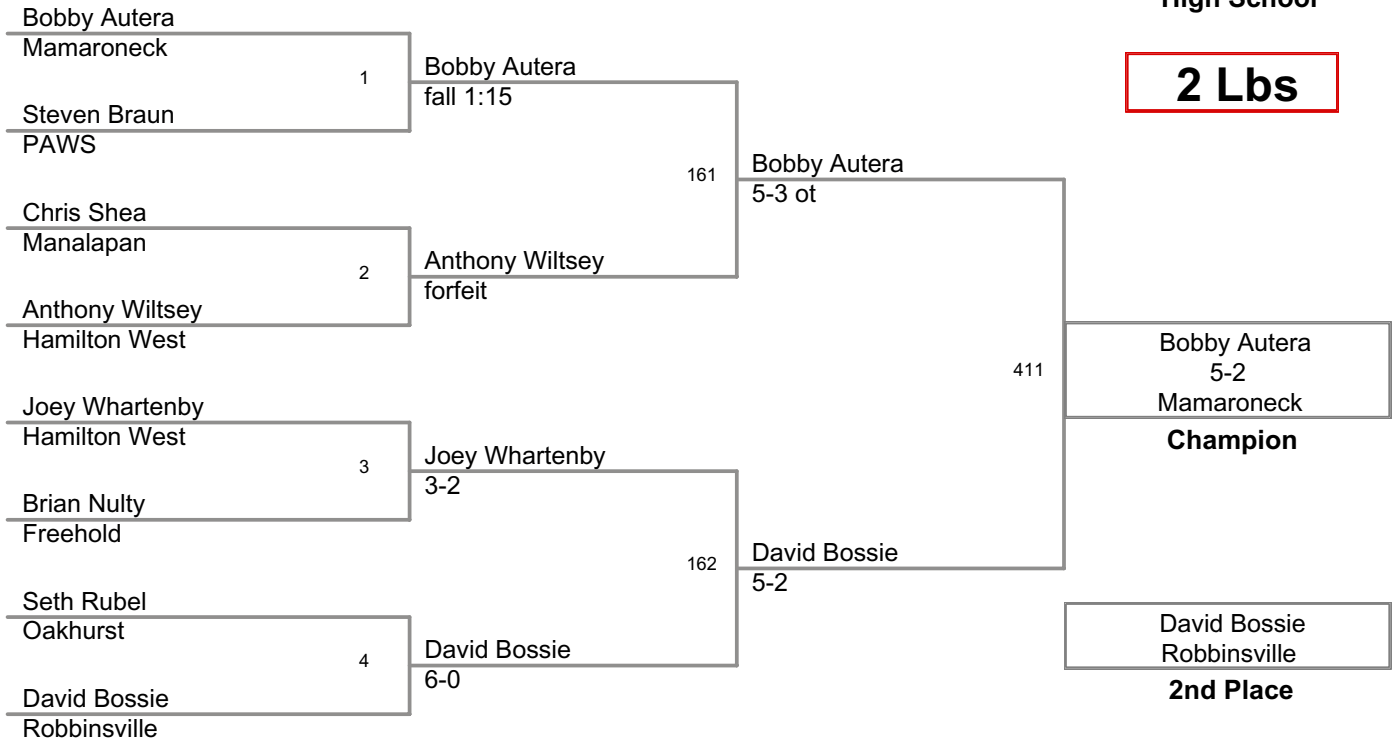 High School
2 Lbs
Bobby Autera
Mamaroneck
1
Steven Braun
PAWS
Bobby Autera
fall 1:15
Chris Shea
Manalapan
2
Anthony Wiltsey
Hamilton West
Anthony Wiltsey
forfeit
161
Bobby Autera
5-3 ot
Joey Whartenby
Hamilton West
3
Brian Nulty
Freehold
Joey Whartenby
3-2
Seth Rubel
Oakhurst
4
David Bossie
Robbinsville
David Bossie
6-0
162
David Bossie
5-2
411
Bobby Autera
5-2
Mamaroneck
Champion
David Bossie
Robbinsville
2nd Place